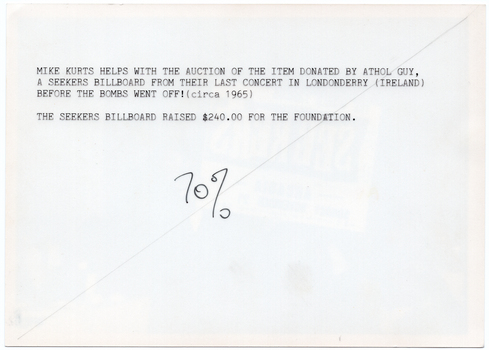 MIKE KURTS HELPS WITH THE AUCTION OF THE ITEM DONATED BY ATHOL GUY,
A SEEKERS BILLBOARD FROM THEIR LAST CONCERT IN LONDONDERRY (IRELAND)
BEFORE THE BOMBS WENT OFF!(circa 1965)
THE SEEKERS BILLBOARD RAISED $240.00 FOR THE FOUNDATION.
70%